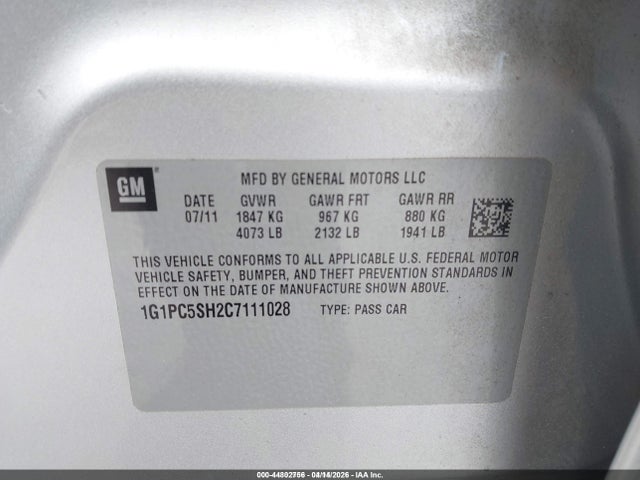 GM
MFD BY GENERAL MOTORS LLC
DATE GVWR GAWR FRT GAWR RR
07/11 1847 KG 967 KG 880 KG
4073 LB 2132 LB 1941 LB
THIS VEHICLE CONFORMS TO ALL APPLICABLE U.S. FEDERAL MOTOR
VEHICLE SAFETY, BUMPER, AND THEFT PREVENTION STANDARDS IN
EFFECT ON THE DATE OF MANUFACTURE SHOWN ABOVE.
1G1PC5SH2C7111028 TYPE: PASS CAR
000-44802756 - 04/14/2026 - IAA Inc.